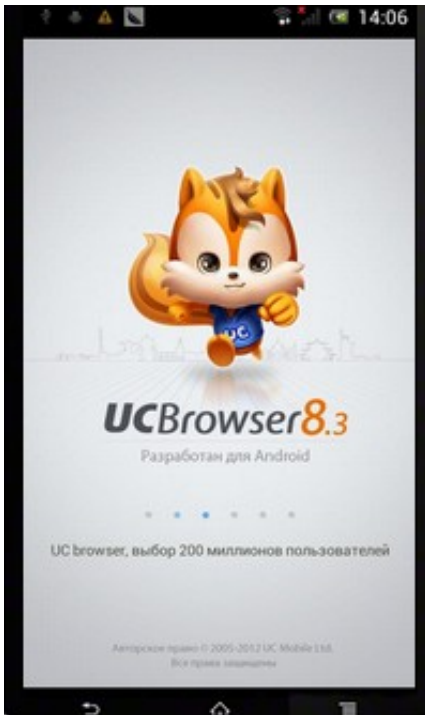 14:06
UC
UCBrowser8.3
Разработан для Android
UC browser, выбор 200 миллионов пользователей
Авторское право © 2005-2012 UC Mobile Ltd.
Все права защищены